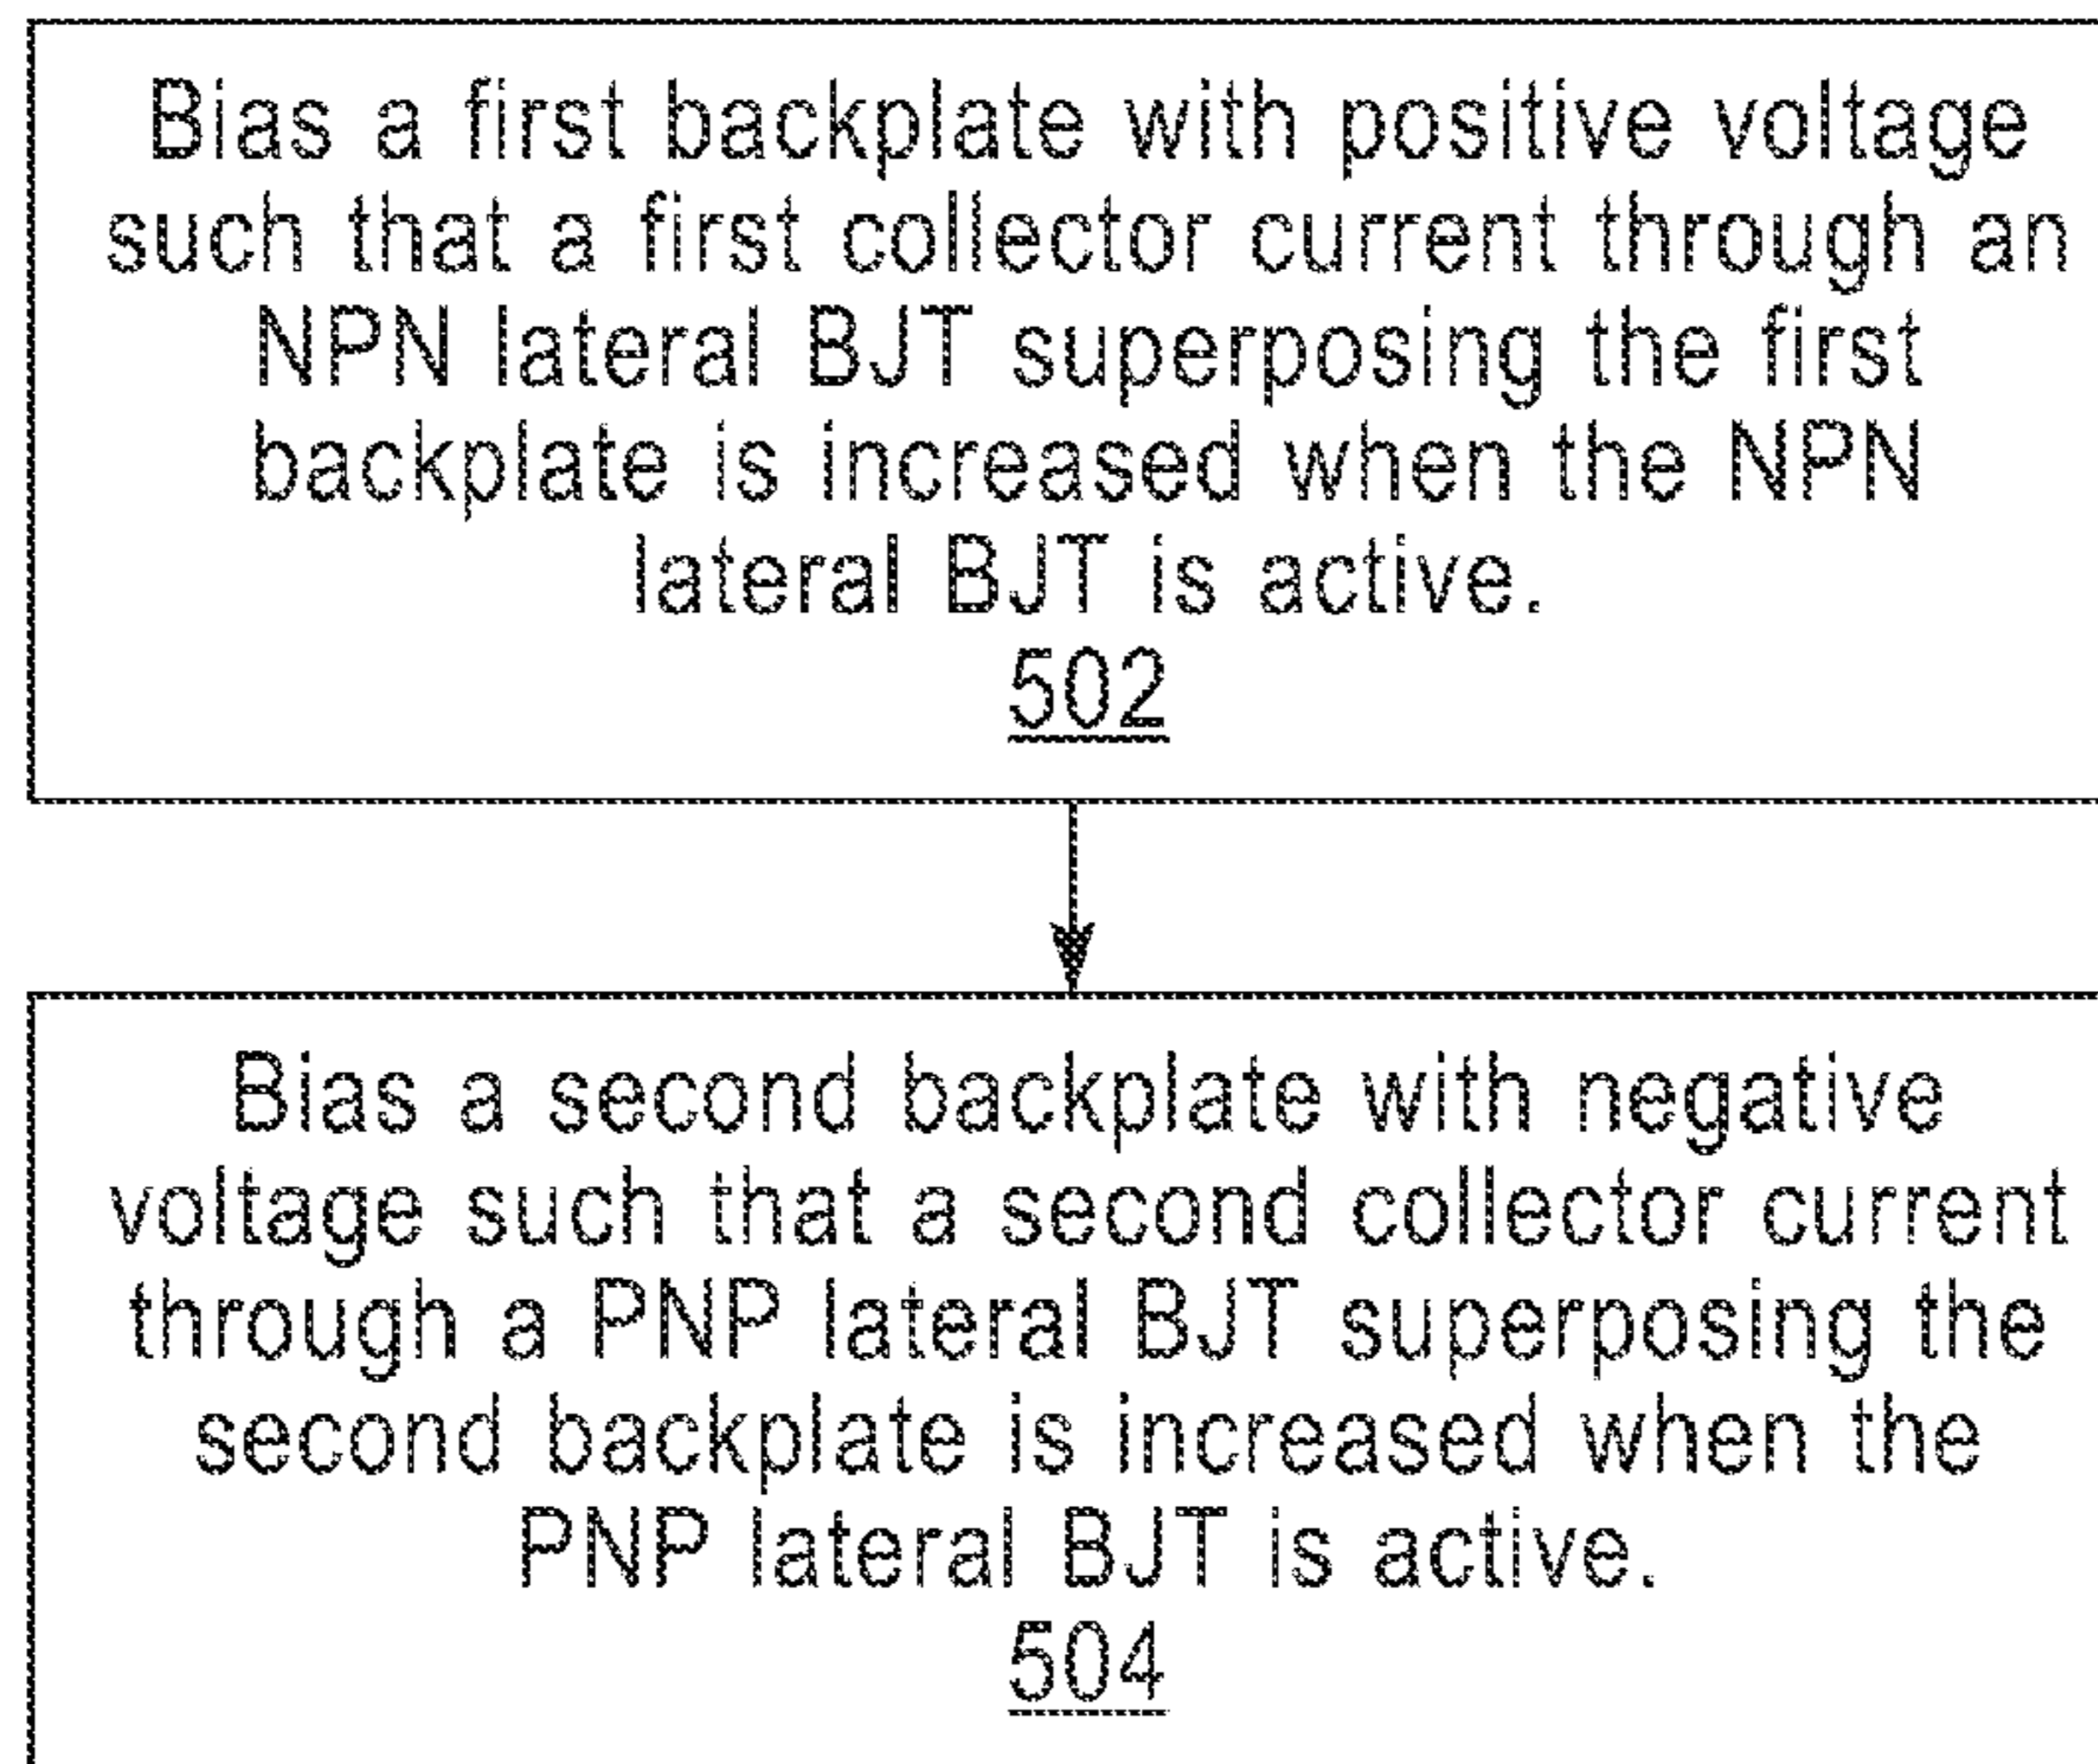 Bias a first backplate with positive voltage
such that a first collector current through an
NPN lateral BJT superposing the first
backplate is increased when the NPN
lateral BJT is active.
502
Bias a second backplate with negative
voltage such that a second collector current
through a PNP lateral BJT superposing the
second backplate is increased when the
PNP lateral BJT is active.
504